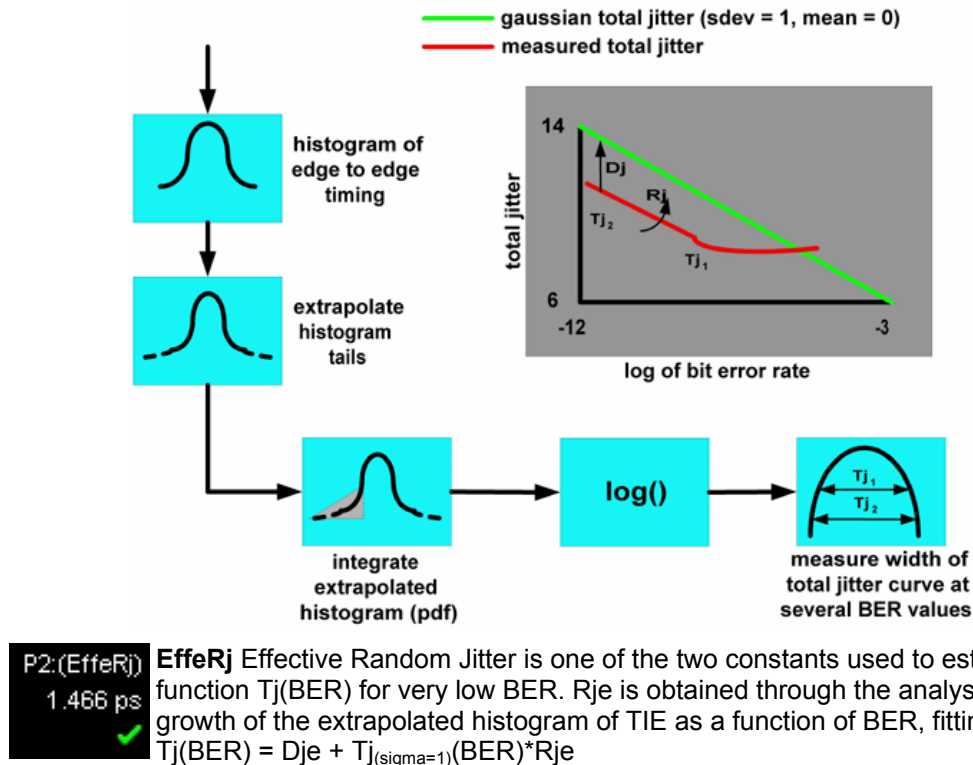 gaussian total jitter (sdev = 1, mean = 0)
measured total jitter
histogram of
edge to edge
timing
extrapolate
histogram
tails
total jitter
14
6
-12
-3
Dj
Rj
Tj2
Tj1
log of bit error rate
integrate
extrapolated
histogram (pdf)
log()
Tj1
Tj2
measure width of
total jitter curve at
several BER values
P2:(EffeRj)
1.466 ps
EffeRj Effective Random Jitter is one of the two constants used to est
function Tj(BER) for very low BER. Rje is obtained through the analys
growth of the extrapolated histogram of TIE as a function of BER, fittin
Tj(BER) = Dje + Tj(sigma=1)(BER)*Rje